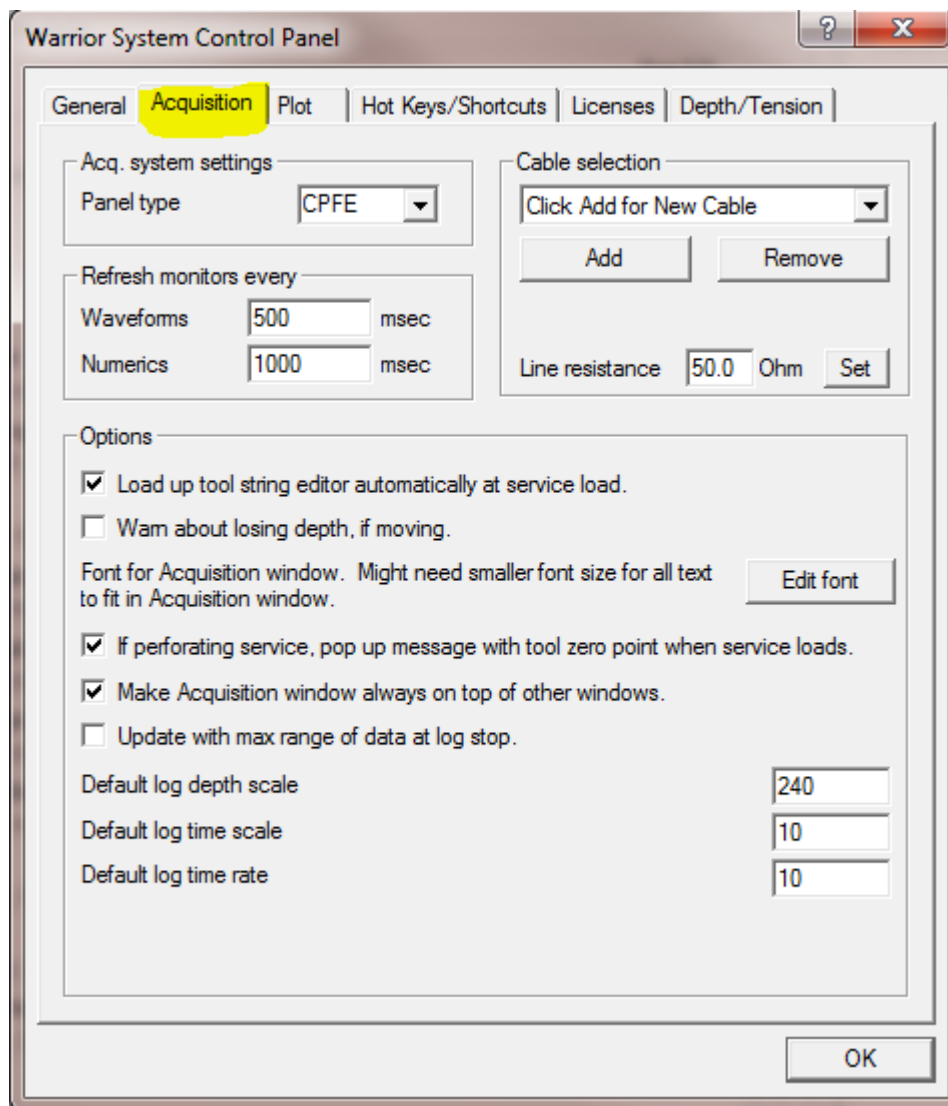 Warrior System Control Panel
?
General Acquisition Plot Hot Keys/Shortcuts Licenses Depth/Tension
Acq. system settings
Panel type CPFE
Cable selection
Click Add for New Cable
Add Remove
Line resistance 50.0 Ohm Set
Refresh monitors every
Waveforms 500 msec
Numerics 1000 msec
Options
Load up tool string editor automatically at service load.
Warn about losing depth, if moving.
Font for Acquisition window. Might need smaller font size for all text
to fit in Acquisition window.
Edit font
If perforating service, pop up message with tool zero point when service loads.
Make Acquisition window always on top of other windows.
Update with max range of data at log stop.
Default log depth scale 240
Default log time scale 10
Default log time rate 10
OK